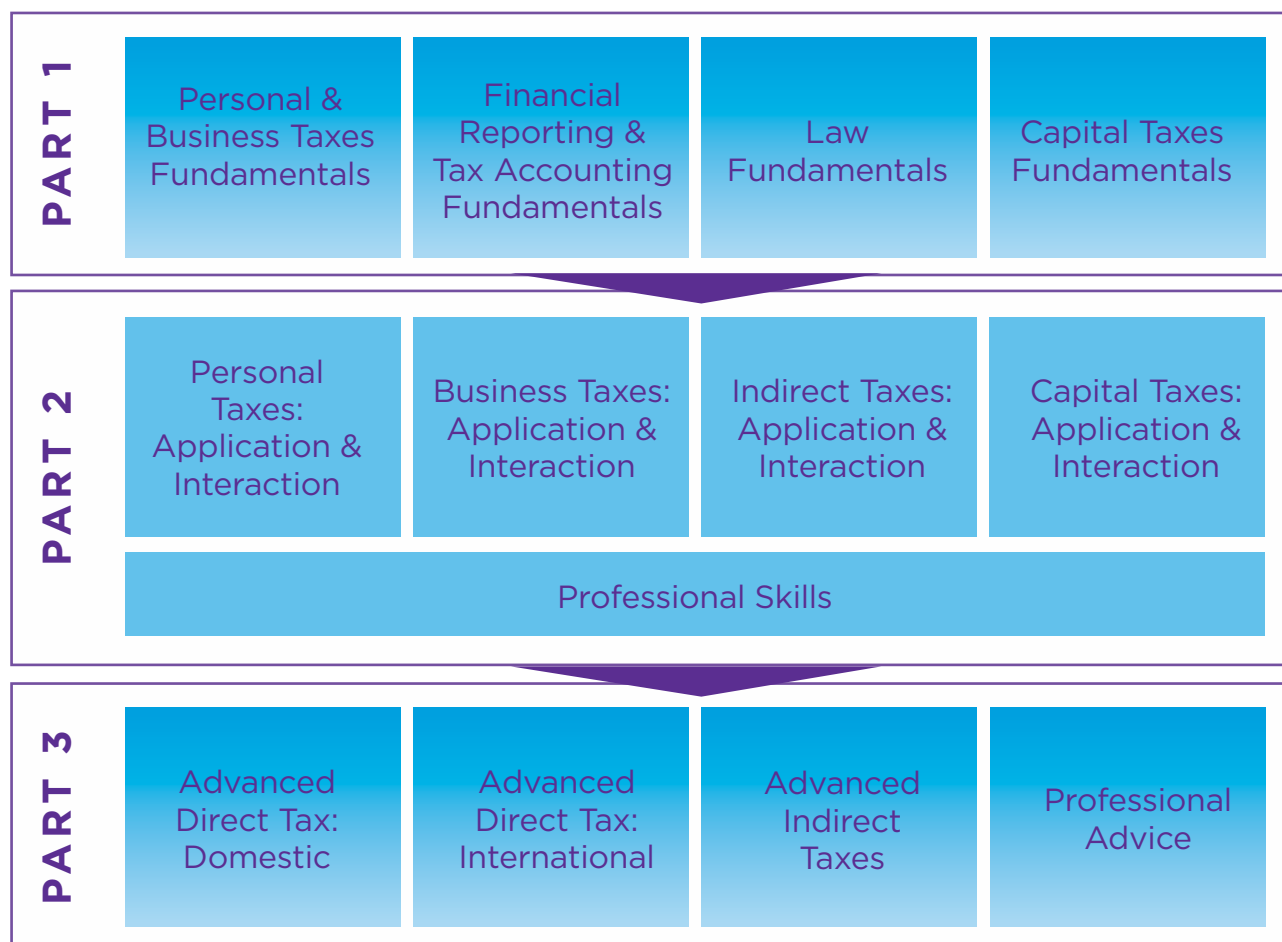 PART 1
Personal &
Business Taxes
Fundamentals
Financial
Reporting &
Tax Accounting
Fundamentals
Law
Fundamentals
Capital Taxes
Fundamentals
PART 2
Personal
Taxes:
Application &
Interaction
Business Taxes:
Application &
Interaction
Indirect Taxes:
Application &
Interaction
Capital Taxes:
Application &
Interaction
Professional Skills
PART 3
Advanced
Direct Tax:
Domestic
Advanced
Direct Tax:
International
Advanced
Indirect
Taxes
Professional
Advice